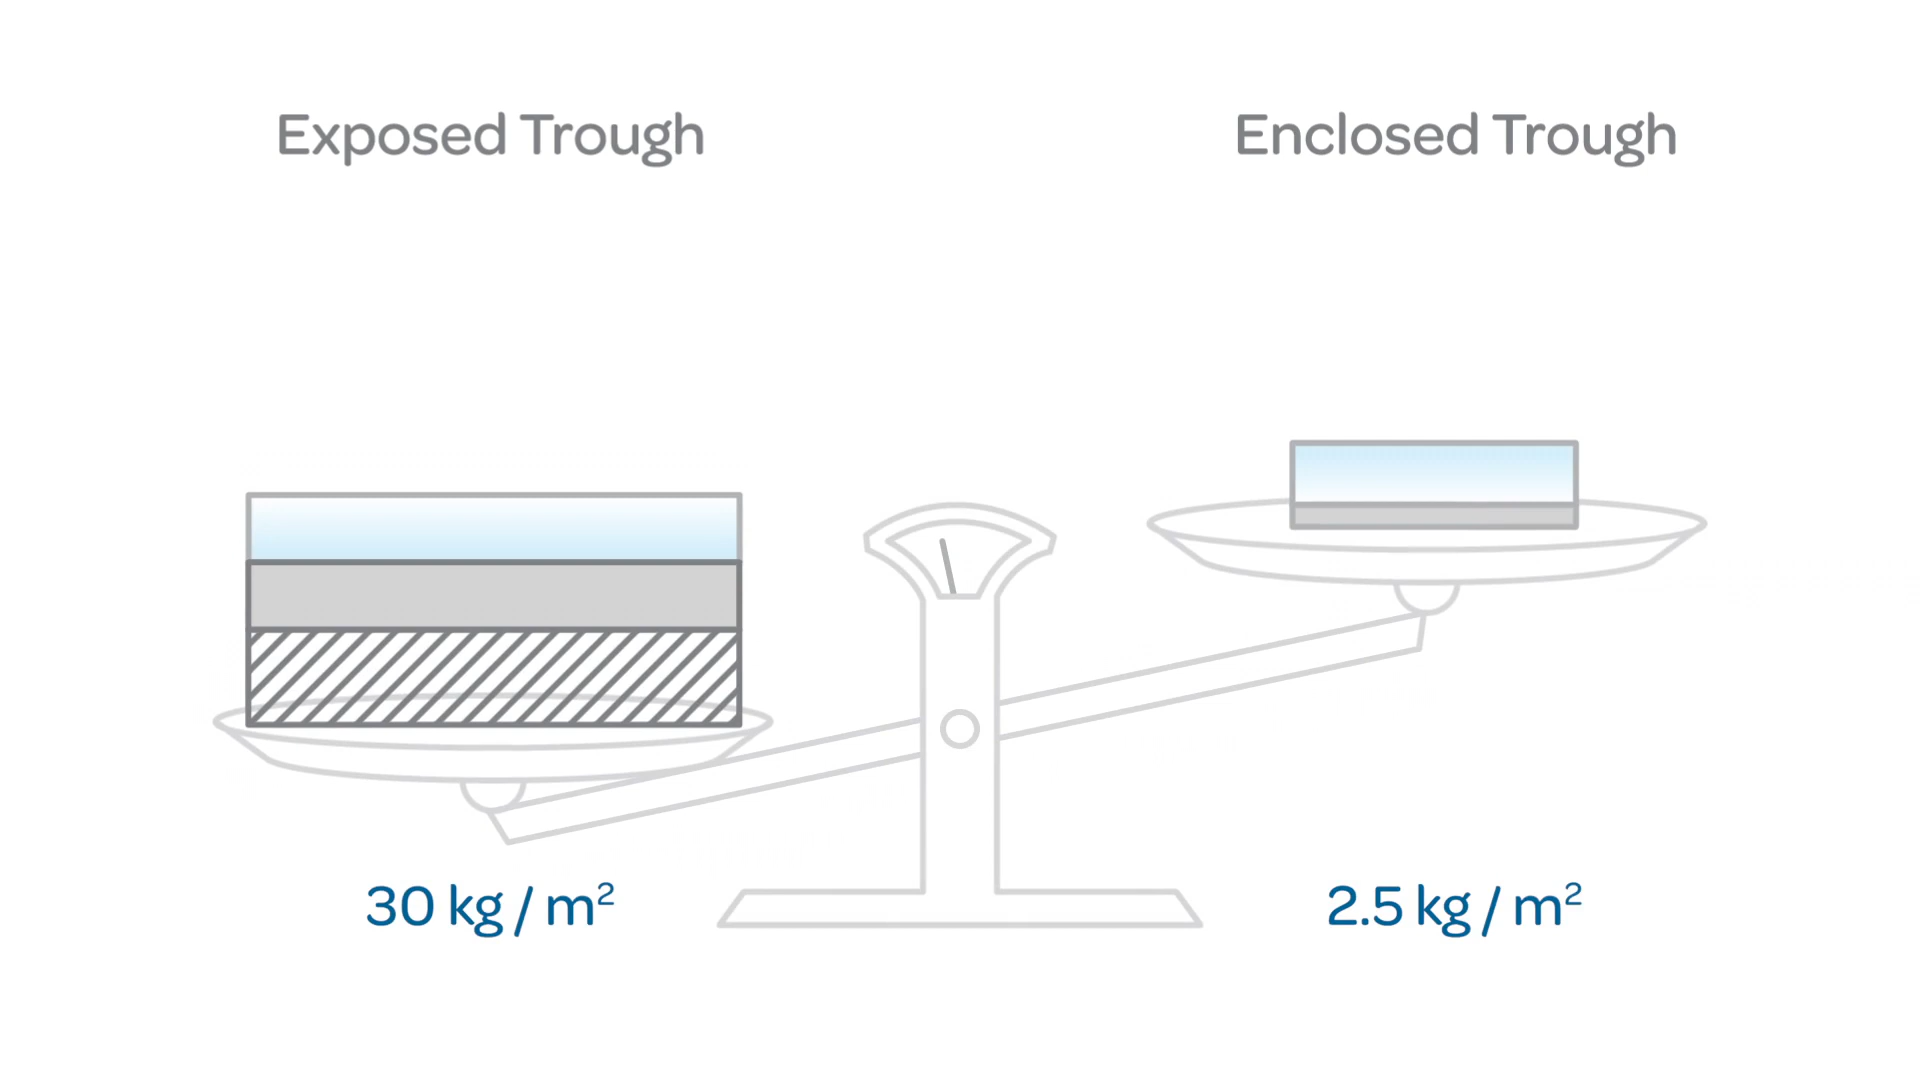 Exposed Trough
Enclosed Trough
30 kg / m²
2.5 kg / m²